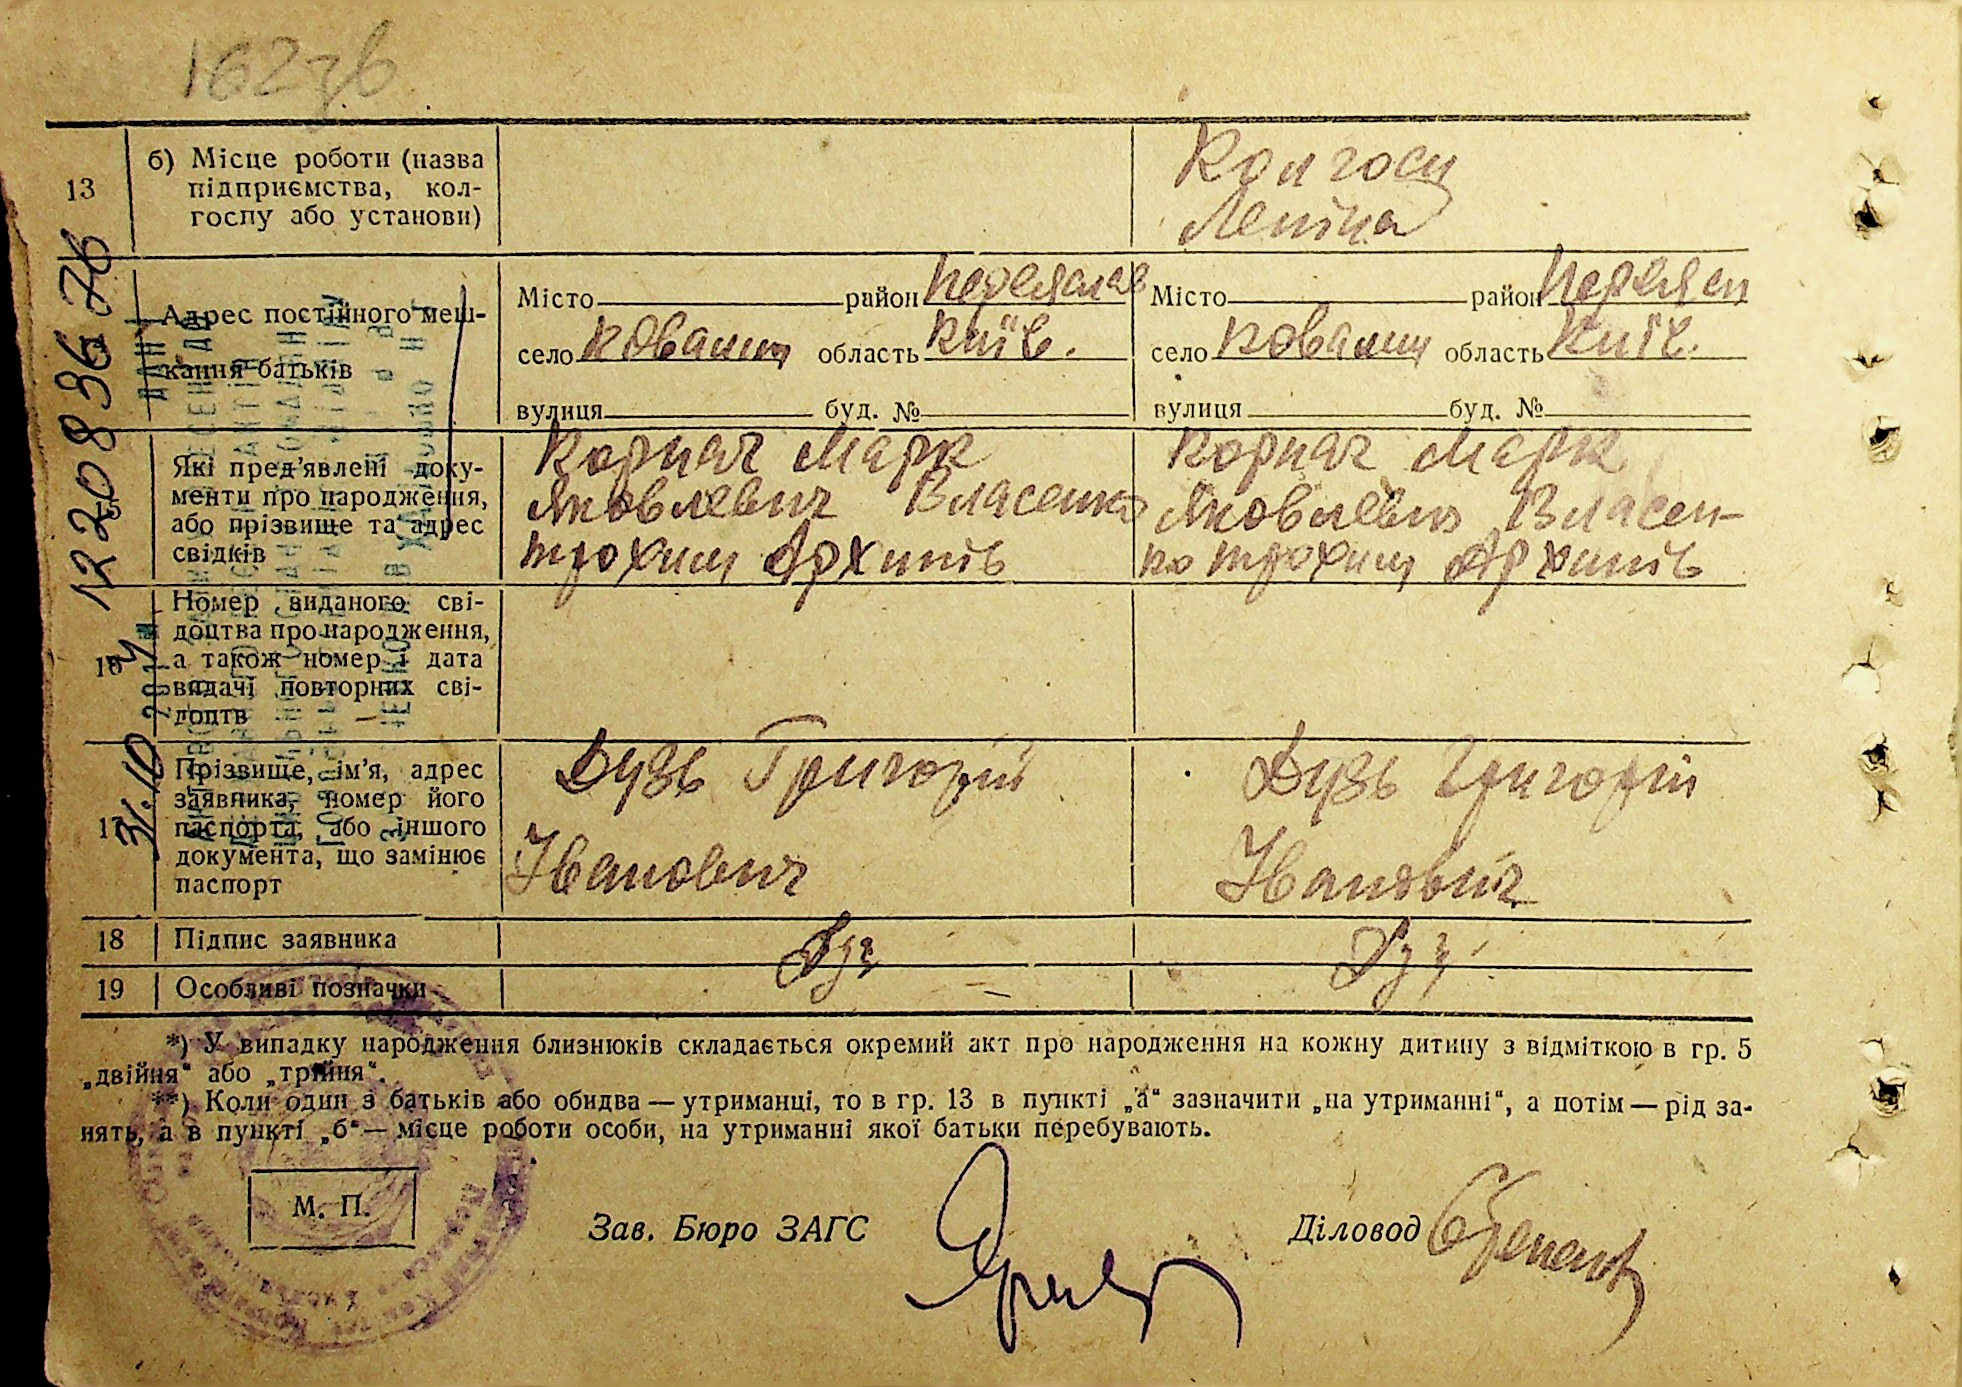 13
б) Місце роботи (назва
підприємства, кол-
госпу або установи)
Колгосп
Леніна
Адрес постійного меш-
кання батьків
Місто район Переяслав
село Ковалин область Київ.
вулиця буд. №
Місто район Переясл
село Ковалин область Київ.
вулиця буд. №
Які пред'явлені доку-
менти про народження,
або прізвище та адрес
свідків
Корнач Марк
Яковлевич Власенко
Трохим Архипів
Корнач Марк
Яковлевич Власен-
ко Трохим Архипів
16
Номер виданого сві-
доцтва про народження,
а також номер і дата
видачі повторних сві-
доцтв
17
Прізвище, ім'я, адрес
заявника, номер його
паспорта, або іншого
документа, що замінює
паспорт
Дузь Григорій
Іванович
Дузь Григорій
Іванович
18 Підпис заявника
Дуз
Дуз
19 Особливі позначки
*) У випадку народження близнюків складається окремий акт про народження на кожну дитину з відміткою в гр. 5
„двійня“ або „трійня“.
**) Коли один з батьків або обидва — утриманці, то в гр. 13 в пункті „а“ зазначити „на утриманні“, а потім — рід за-
нять, а в пункті „б“ — місце роботи особи, на утриманні якої батьки перебувають.
М. П.
Зав. Бюро ЗАГС
Діловод